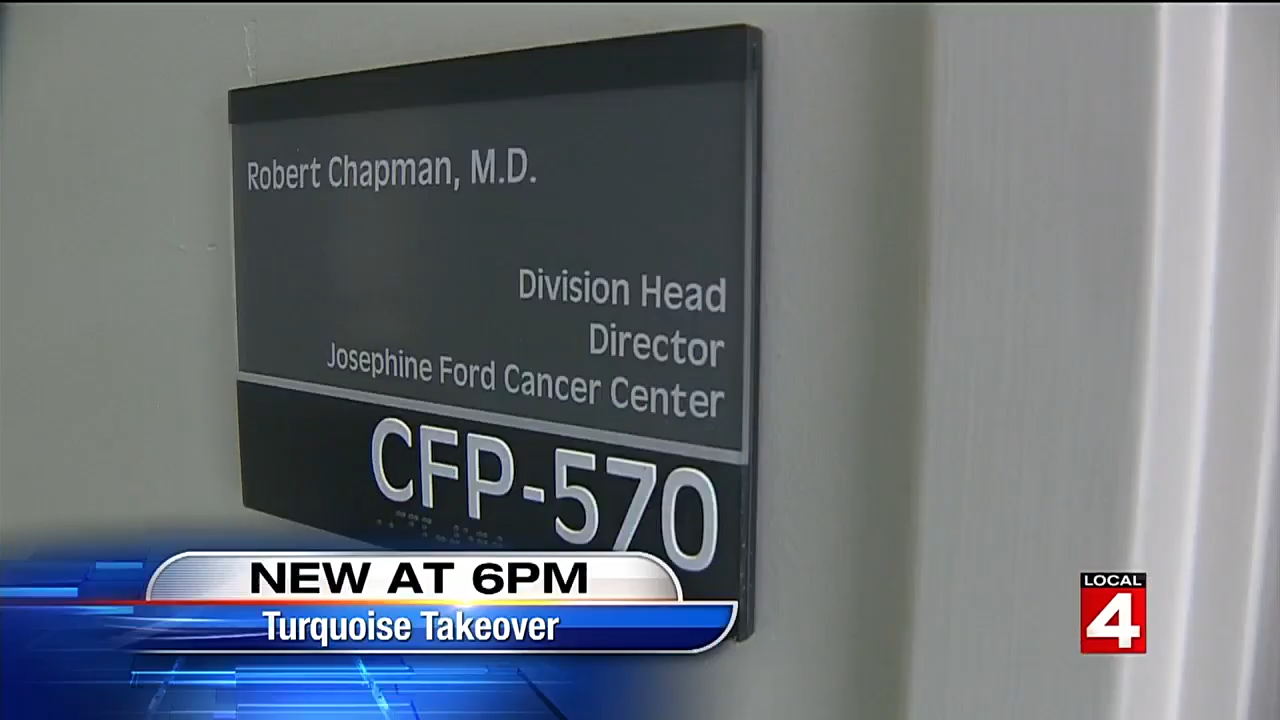 Robert Chapman, M.D.
Division Head
Director
Josephine Ford Cancer Center
CFP-570
NEW AT 6PM
Turquoise Takeover
LOCAL
4